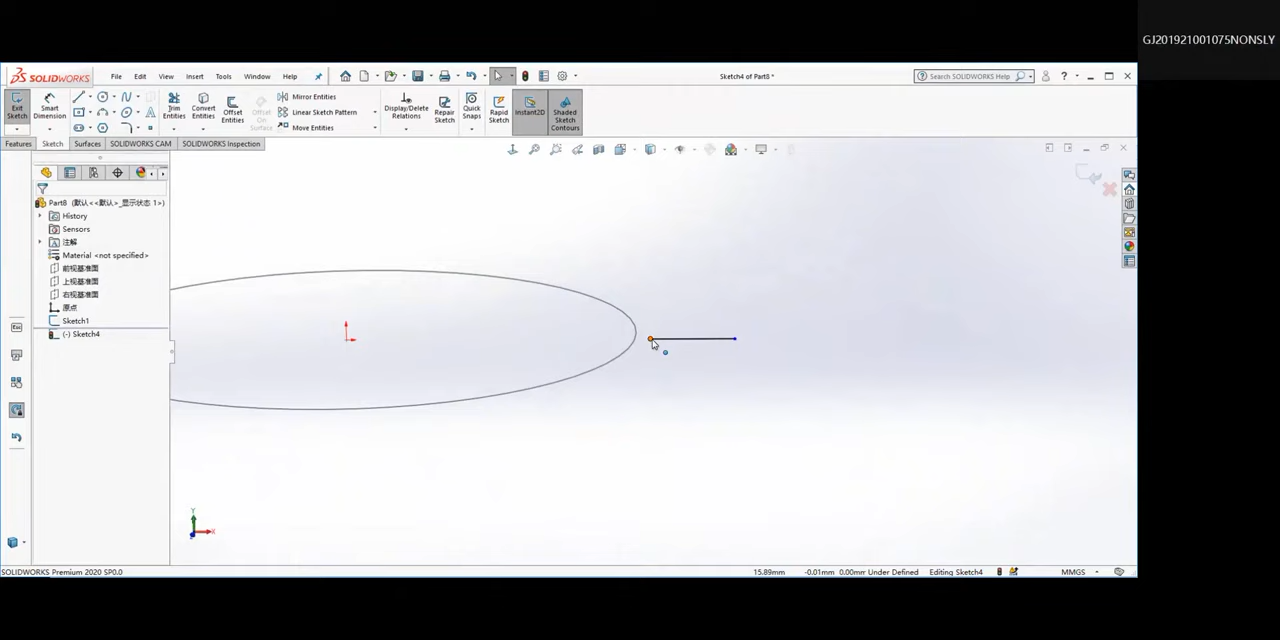 GJ201921001075NONSLY
SOLIDWORKS
File Edit View Insert Tools Window Help
Sketch4 of Part8 *
Search SOLIDWORKS Help
Exit Sketch
Smart Dimension
Trim Entities
Convert Entities
Offset Entities
Offset On Surface
Mirror Entities
Linear Sketch Pattern
Move Entities
Display/Delete Relations
Repair Sketch
Quick Snaps
Rapid Sketch
Instant2D
Shaded Sketch Contours
Features Sketch Surfaces SOLIDWORKS CAM SOLIDWORKS Inspection
Part8 (默认<<默认>_显示状态 1>)
History
Sensors
注解
Material <not specified>
前视基准面
上视基准面
右视基准面
原点
Sketch1
(-) Sketch4
Esc
Y
X
SOLIDWORKS Premium 2020 SP0.0
15.89mm -0.01mm 0.00mm Under Defined Editing Sketch4 MMGS